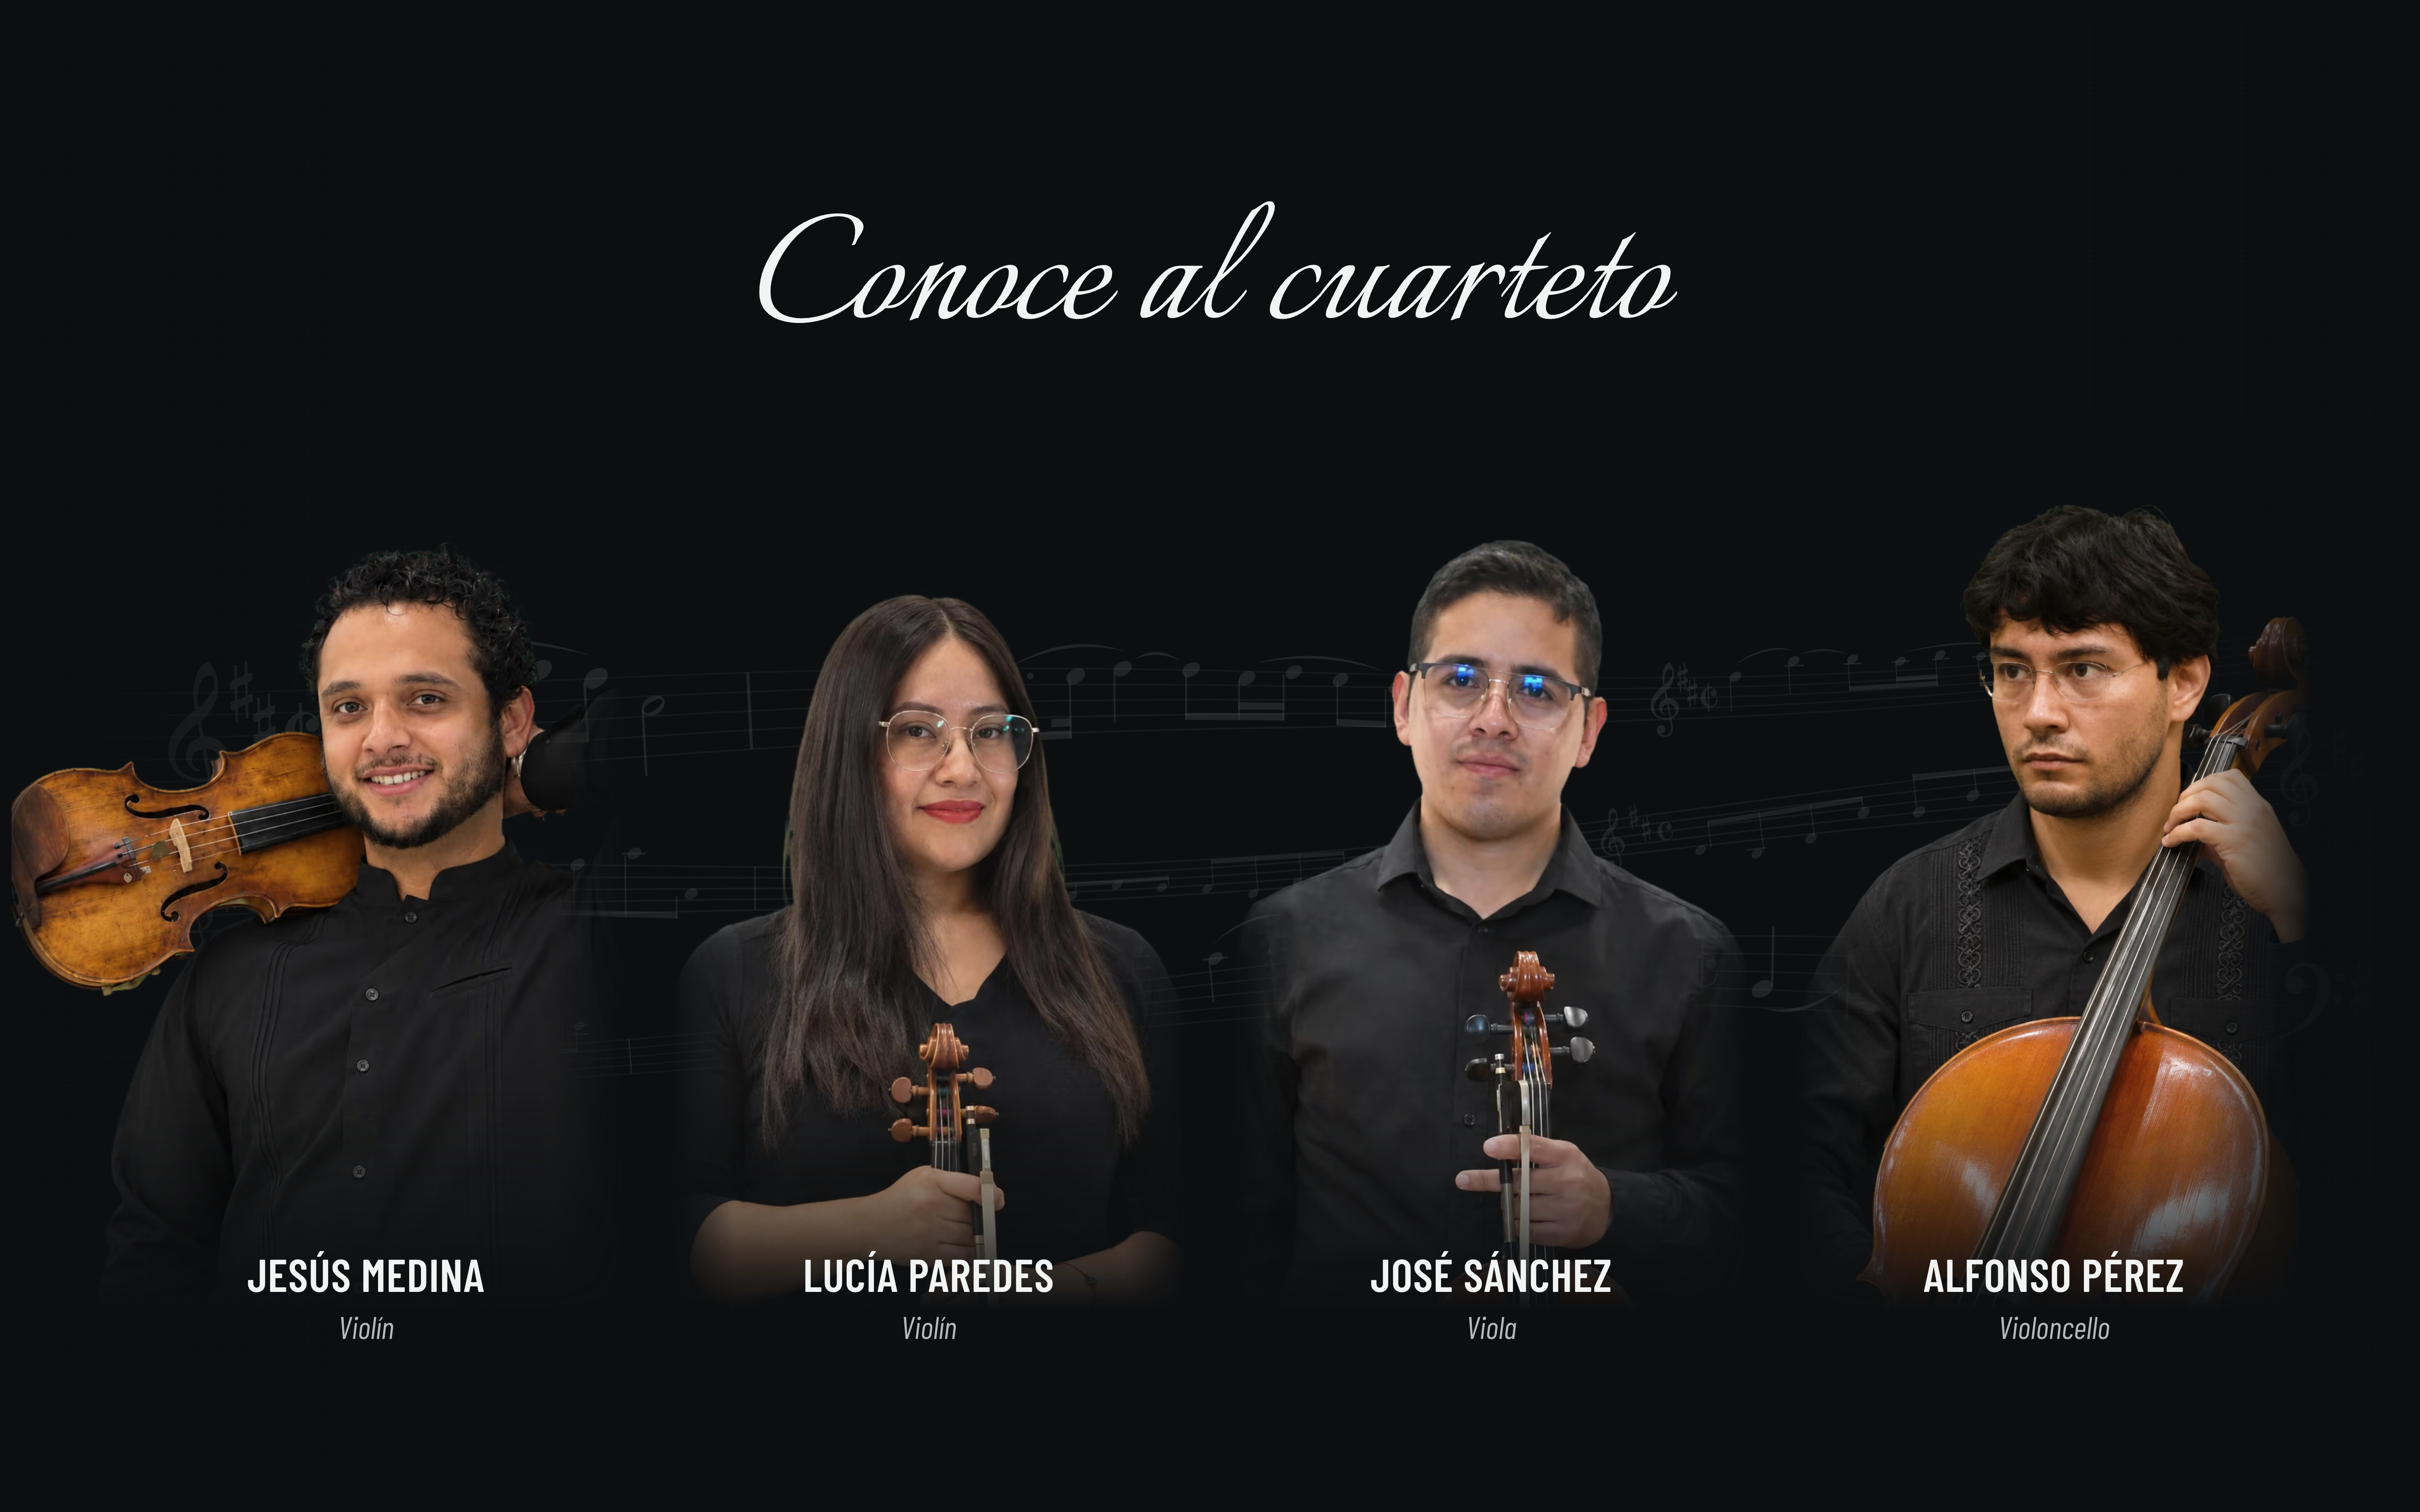 Conoce al cuarteto
JESÚS MEDINA
Violín
LUCÍA PAREDES
Violín
JOSÉ SÁNCHEZ
Viola
ALFONSO PÉREZ
Violoncello